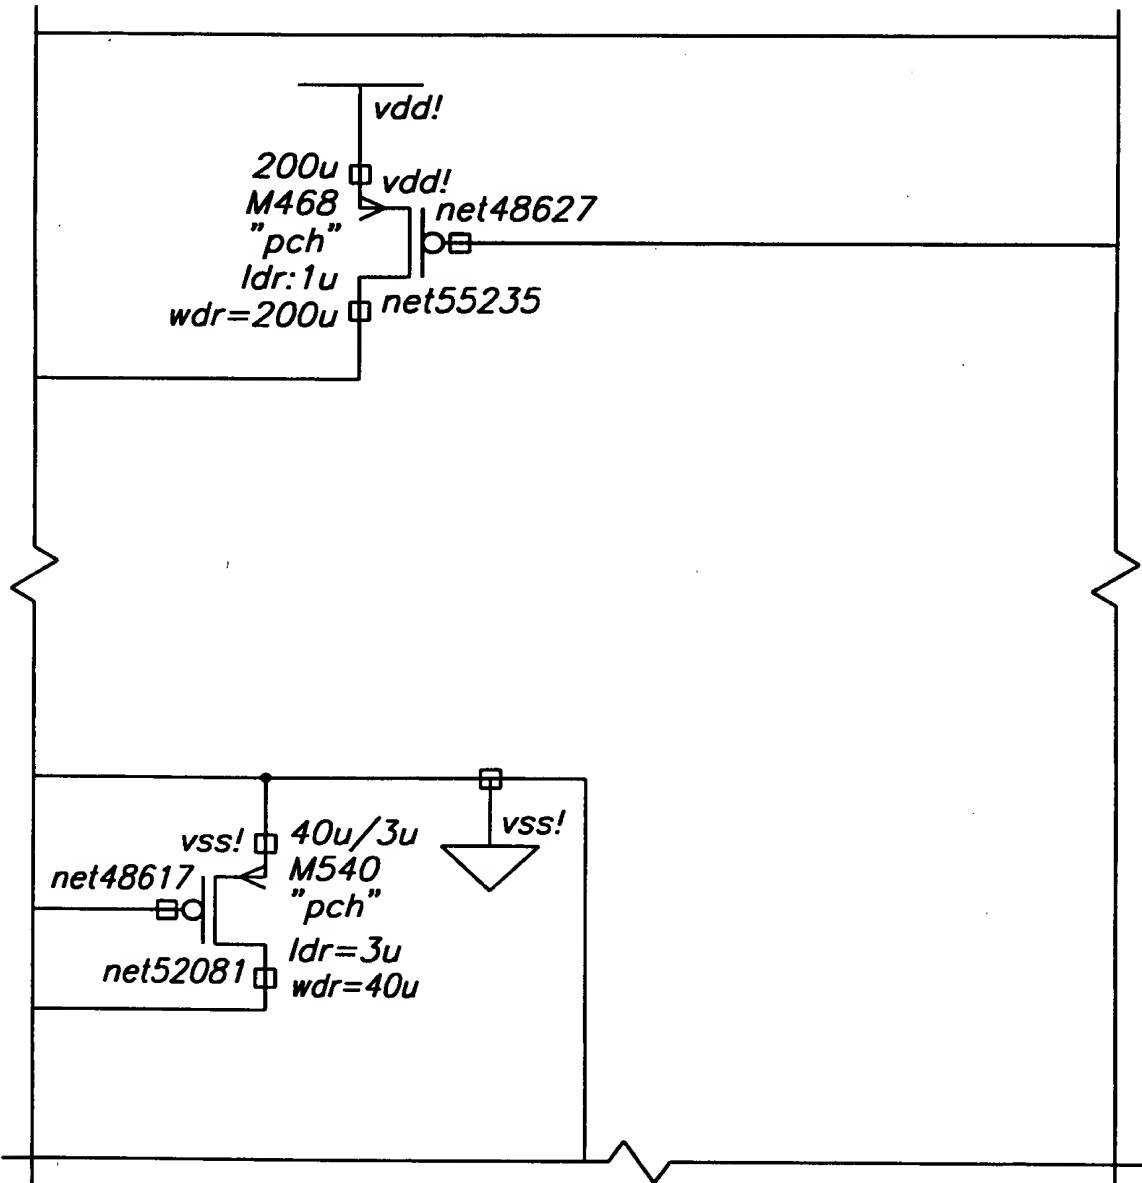 vdd!
200u
vdd!
M468
net48627
"pch"
ldr:1u
net55235
wdr=200u
vss!
40u/3u
vss!
M540
net48617
"pch"
ldr=3u
net52081
wdr=40u